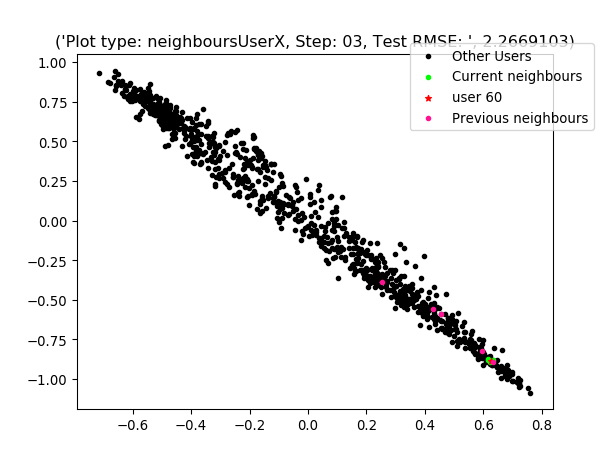 ('Plot type: neighboursUserX, Step: 03, Test RMSE: ', 2.2669103)
Other Users
Current neighbours
user 60
Previous neighbours
1.00
0.75
0.50
0.25
0.00
−0.25
−0.50
−0.75
−1.00
−0.6 −0.4 −0.2 0.0 0.2 0.4 0.6 0.8